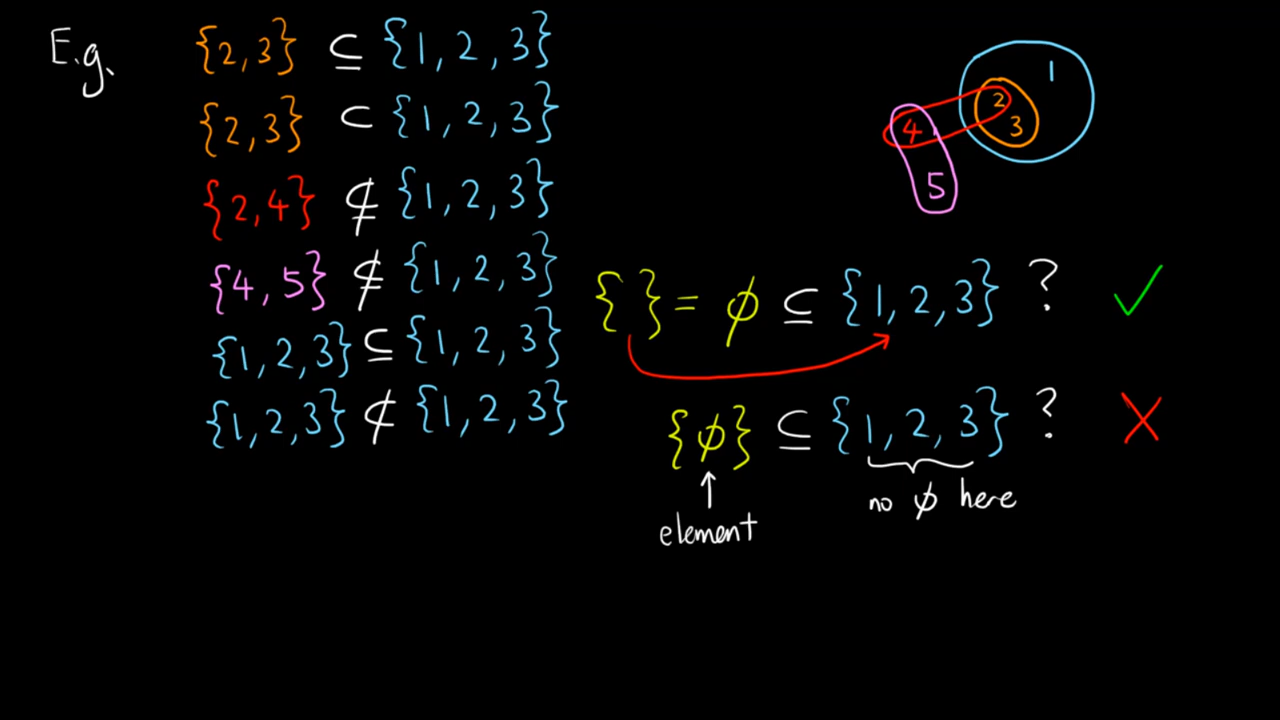 E.g.
{2,3} ⊆ {1, 2, 3}
{2,3} ⊂ {1, 2, 3}
{2,4} ⊈ {1, 2, 3}
{4,5} ⊈ {1, 2, 3}
{1,2,3} ⊆ {1, 2, 3}
{1,2,3} ⊄ {1, 2, 3}
1
2
3
4
5
{ } = ϕ ⊆ {1,2,3} ? ✓
{ϕ} ⊆ {1,2,3} ? X
element
no ϕ here